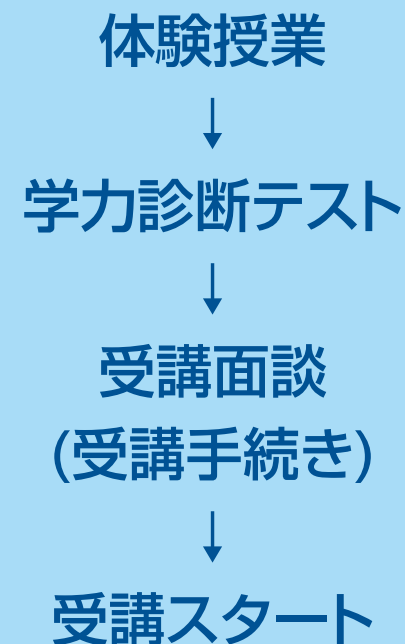 体験授業
↓
学力診断テスト
↓
受講面談
(受講手続き)
↓
受講スタート